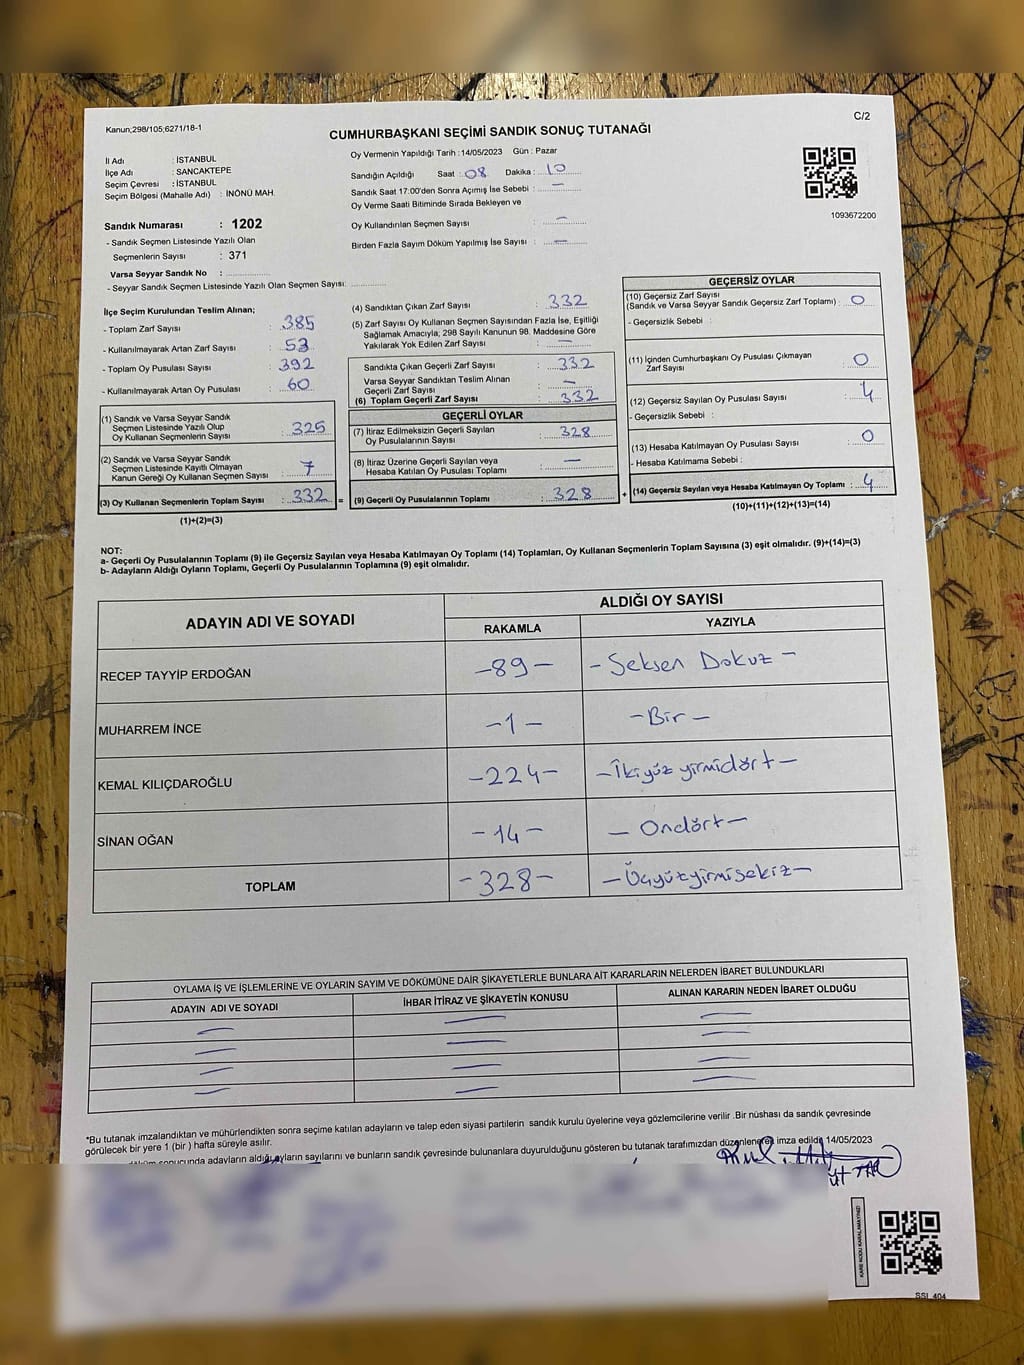 Kanun;298/105;6271/18-1
C/2
CUMHURBAŞKANI SEÇİMİ SANDIK SONUÇ TUTANAĞI
İl Adı : İSTANBUL
İlçe Adı : SANCAKTEPE
Seçim Çevresi : İSTANBUL
Seçim Bölgesi (Mahalle Adı) : İNÖNÜ MAH.
Sandık Numarası : 1202
- Sandık Seçmen Listesinde Yazılı Olan
Seçmenlerin Sayısı : 371
Varsa Seyyar Sandık No :
- Seyyar Sandık Seçmen Listesinde Yazılı Olan Seçmen Sayısı:
Oy Vermenin Yapıldığı Tarih :14/05/2023 Gün : Pazar
Sandığın Açıldığı Saat : 08 Dakika : 10
Sandık Saat 17:00'den Sonra Açımış İse Sebebi : —
Oy Verme Saati Bitiminde Sırada Bekleyen ve
Oy Kullandırılan Seçmen Sayısı : —
Birden Fazla Sayım Döküm Yapılmış İse Sayısı : —
1093672200
İlçe Seçim Kurulundan Teslim Alınan;
- Toplam Zarf Sayısı : 385
- Kullanılmayarak Artan Zarf Sayısı : 53
- Toplam Oy Pusulası Sayısı : 392
- Kullanılmayarak Artan Oy Pusulası : 60
(1) Sandık ve Varsa Seyyar Sandık
Seçmen Listesinde Yazılı Olup
Oy Kullanan Seçmenlerin Sayısı : 325
(2) Sandık ve Varsa Seyyar Sandık
Seçmen Listesinde Kayıtlı Olmayan
Kanun Gereği Oy Kullanan Seçmen Sayısı : 7
(3) Oy Kullanan Seçmenlerin Toplam Sayısı : 332 =
(1)+(2)=(3)
(4) Sandıktan Çıkan Zarf Sayısı : 332
(5) Zarf Sayısı Oy Kullanan Seçmen Sayısından Fazla İse, Eşitliği
Sağlamak Amacıyla; 298 Sayılı Kanunun 98. Maddesine Göre
Yakılarak Yok Edilen Zarf Sayısı : —
Sandıkta Çıkan Geçerli Zarf Sayısı : 332
Varsa Seyyar Sandıktan Teslim Alınan
Geçerli Zarf Sayısı : —
(6) Toplam Geçerli Zarf Sayısı : 332
GEÇERLİ OYLAR
(7) İtiraz Edilmeksizin Geçerli Sayılan
Oy Pusulalarının Sayısı : 328
(8) İtiraz Üzerine Geçerli Sayılan veya
Hesaba Katılan Oy Pusulası Toplamı : —
(9) Geçerli Oy Pusulalarının Toplamı : 328 +
GEÇERSİZ OYLAR
(10) Geçersiz Zarf Sayısı
(Sandık ve Varsa Seyyar Sandık Geçersiz Zarf Toplamı) : 0
- Geçersizlik Sebebi :
(11) İçinden Cumhurbaşkanı Oy Pusulası Çıkmayan
Zarf Sayısı : 0
(12) Geçersiz Sayılan Oy Pusulası Sayısı : 4
- Geçersizlik Sebebi :
(13) Hesaba Katılmayan Oy Pusulası Sayısı : 0
- Hesaba Katılmama Sebebi :
(14) Geçersiz Sayılan veya Hesaba Katılmayan Oy Toplamı : 4
(10)+(11)+(12)+(13)=(14)
NOT:
a- Geçerli Oy Pusulalarının Toplamı (9) ile Geçersiz Sayılan veya Hesaba Katılmayan Oy Toplamı (14) Toplamları, Oy Kullanan Seçmenlerin Toplam Sayısına (3) eşit olmalıdır. (9)+(14)=(3)
b- Adayların Aldığı Oyların Toplamı, Geçerli Oy Pusulalarının Toplamına (9) eşit olmalıdır.
ADAYIN ADI VE SOYADI
ALDIĞI OY SAYISI
RAKAMLA YAZIYLA
RECEP TAYYİP ERDOĞAN -89- -Seksen Dokuz-
MUHARREM İNCE -1- -Bir-
KEMAL KILIÇDAROĞLU -224- -İkiyüz yirmidört-
SİNAN OĞAN -14- -Ondört-
TOPLAM -328- -Üçyüzyirmisekiz-
OYLAMA İŞ VE İŞLEMLERİNE VE OYLARIN SAYIM VE DÖKÜMÜNE DAİR ŞİKAYETLERLE BUNLARA AİT KARARLARIN NELERDEN İBARET BULUNDUKLARI
ADAYIN ADI VE SOYADI İHBAR İTİRAZ VE ŞİKAYETİN KONUSU ALINAN KARARIN NEDEN İBARET OLDUĞU
*Bu tutanak imzalandıktan ve mühürlendikten sonra seçime katılan adayların ve talep eden siyasi partilerin sandık kurulu üyelerine veya gözlemcilerine verilir .Bir nüshası da sandık çevresinde
görülecek bir yere 1 (bir ) hafta süreyle asılır.
sonucunda adayların aldığı oyların sayılarını ve bunların sandık çevresinde bulunanlara duyurulduğunu gösteren bu tutanak tarafımızdan düzenlenerek imza edildi. 14/05/2023
KARE KODU KARALAMAYINIZ!
SSI_404